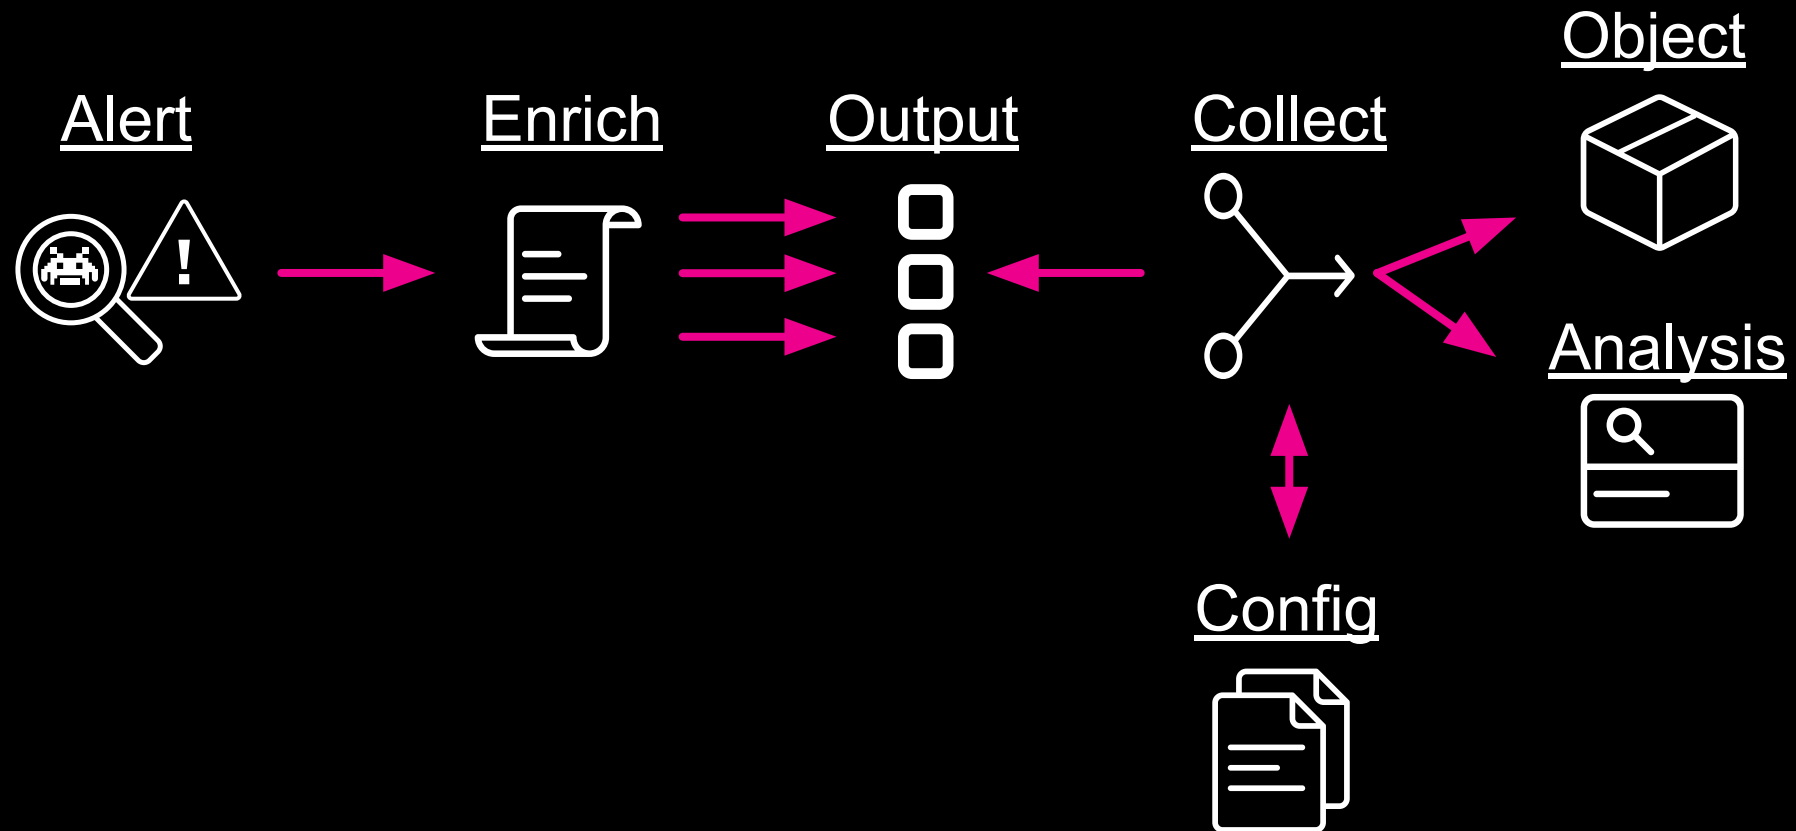 Alert
Enrich
Output
Collect
Object
Analysis
Config